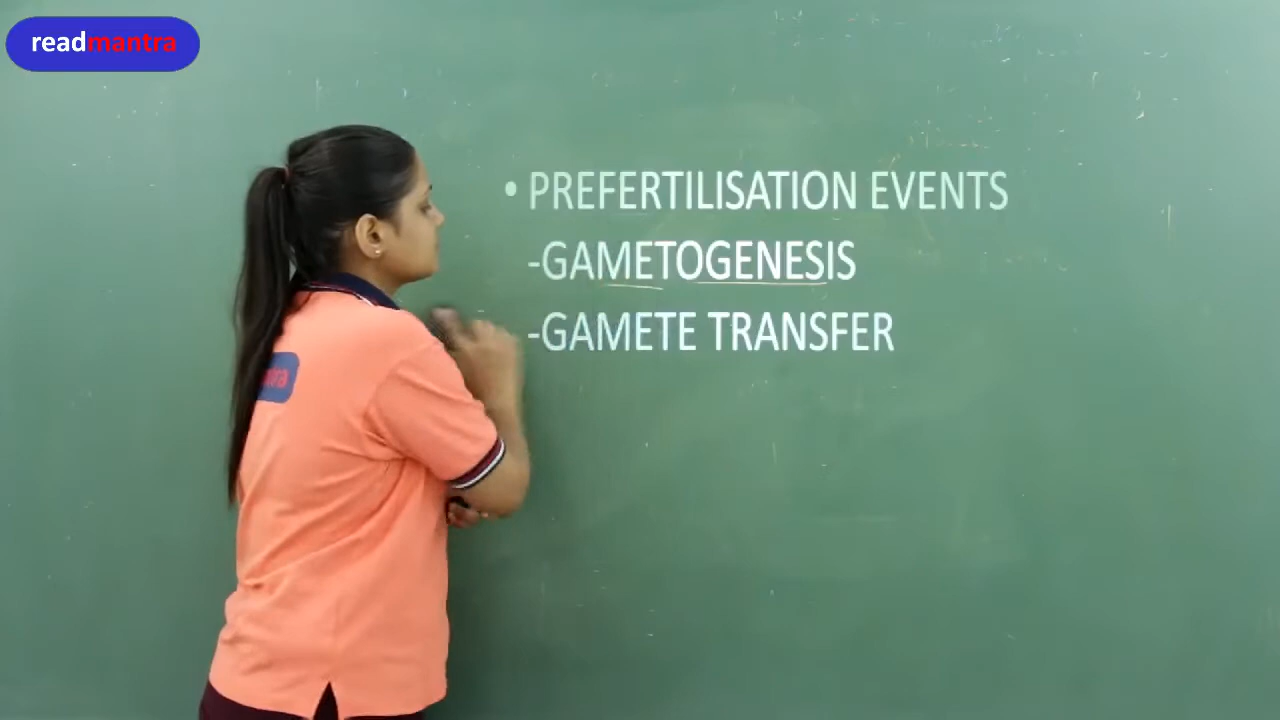 readmantra
• PREFERTILISATION EVENTS
-GAMETOGENESIS
-GAMETE TRANSFER